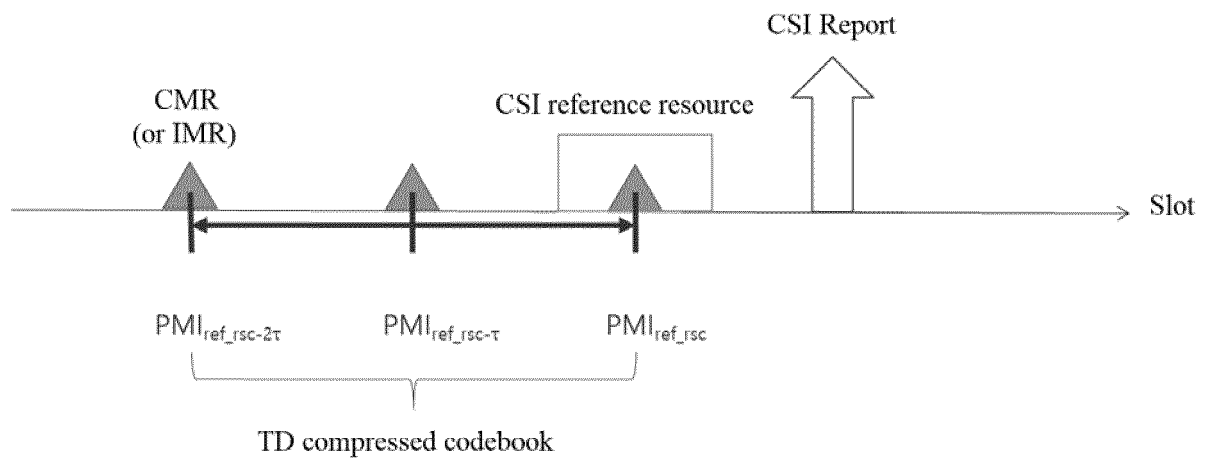 CSI Report
CMR
(or IMR)
CSI reference resource
Slot
PMIref_rsc-2τ
PMIref_rsc-τ
PMIref_rsc
TD compressed codebook